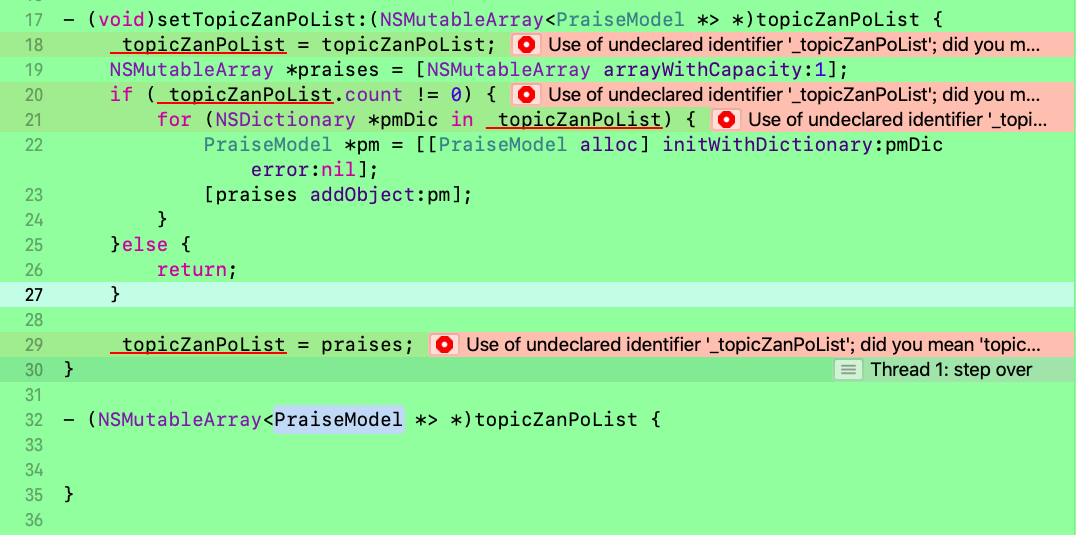 17 - (void)setTopicZanPoList:(NSMutableArray<PraiseModel *> *)topicZanPoList {
18 _topicZanPoList = topicZanPoList; Use of undeclared identifier '_topicZanPoList'; did you m...
19 NSMutableArray *praises = [NSMutableArray arrayWithCapacity:1];
20 if (_topicZanPoList.count != 0) { Use of undeclared identifier '_topicZanPoList'; did you m...
21 for (NSDictionary *pmDic in _topicZanPoList) { Use of undeclared identifier '_topi...
22 PraiseModel *pm = [[PraiseModel alloc] initWithDictionary:pmDic
error:nil];
23 [praises addObject:pm];
24 }
25 }else {
26 return;
27 }
28
29 _topicZanPoList = praises; Use of undeclared identifier '_topicZanPoList'; did you mean 'topic...
30 } Thread 1: step over
31
32 - (NSMutableArray<PraiseModel *> *)topicZanPoList {
33
34
35 }
36